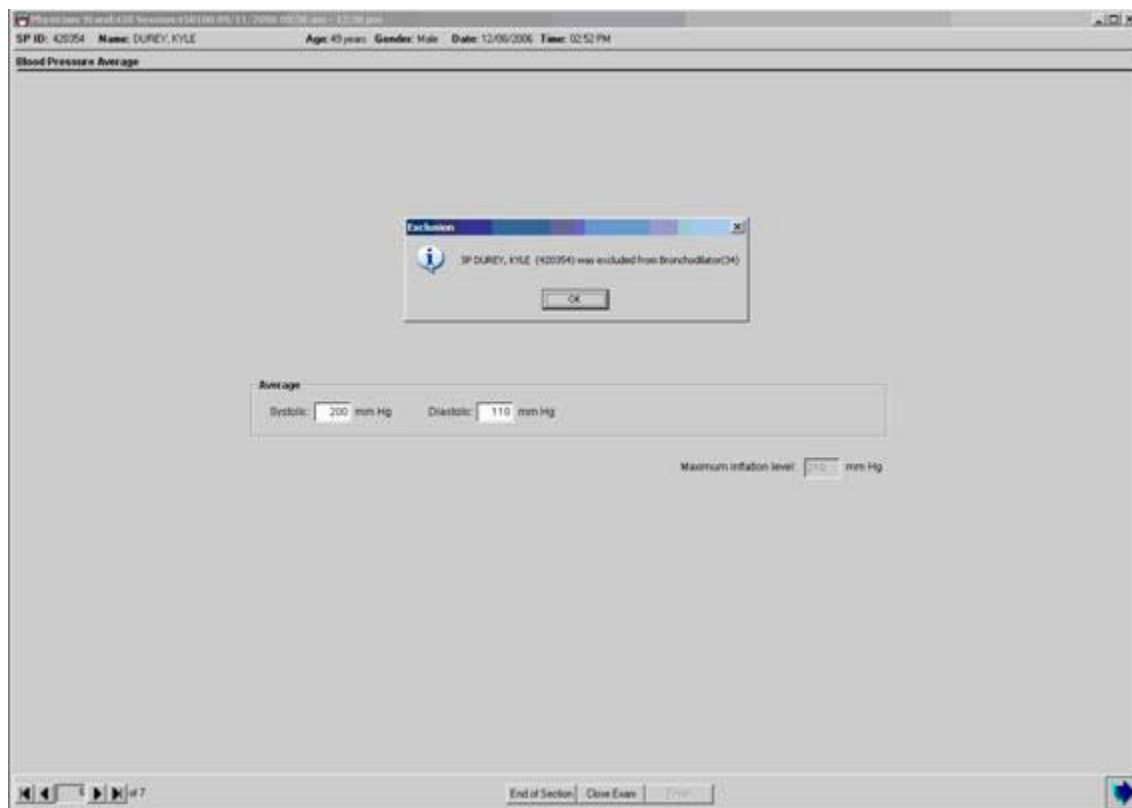 SP ID: 420354 Name: DUREY, KYLE Age: 49 years Gender: Male Date: 12/08/2006 Time: 02:52 PM
Blood Pressure Average
Exclusion
SP DUREY, KYLE (420354) was excluded from Bronchodilator(34)
OK
Average
Systolic: 200 mm Hg Diastolic: 110 mm Hg
Maximum inflation level: mm Hg
6 of 7 End of Section Close Exam